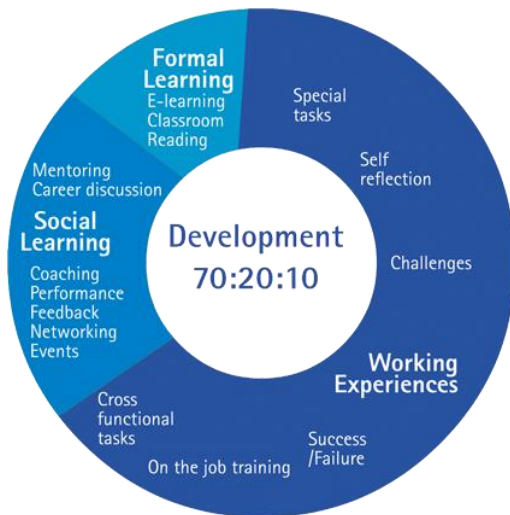 Formal
Learning
E-learning
Classroom
Reading
Mentoring
Career discussion
Social
Learning
Coaching
Performance
Feedback
Networking
Events
Development
70:20:10
Special
tasks
Self
reflection
Challenges
Working
Experiences
Success
/Failure
On the job training
Cross
functional
tasks